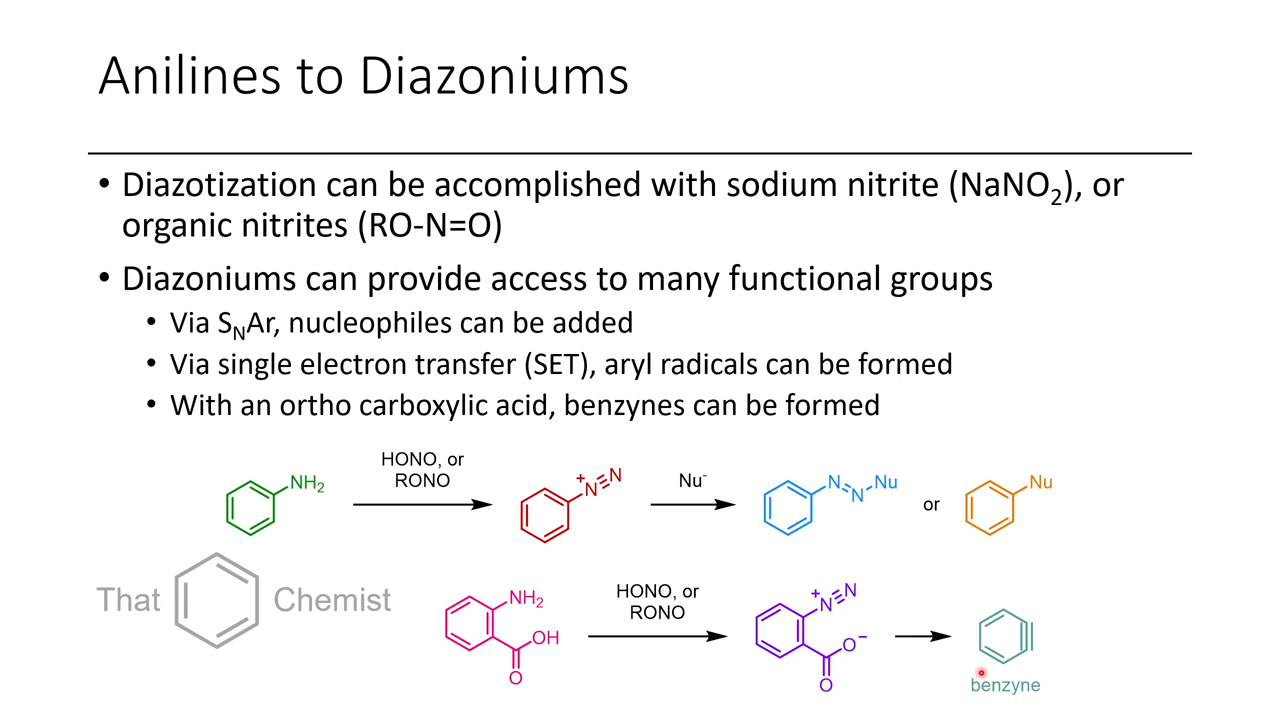 Anilines to Diazoniums
• Diazotization can be accomplished with sodium nitrite (NaNO₂), or
organic nitrites (RO-N=O)
• Diazoniums can provide access to many functional groups
• Via SNAr, nucleophiles can be added
• Via single electron transfer (SET), aryl radicals can be formed
• With an ortho carboxylic acid, benzynes can be formed
NH₂
HONO, or
RONO
+
N≡N
Nu⁻
N=N-Nu
or
Nu
That Chemist
NH₂
OH
O
HONO, or
RONO
+
N≡N
O⁻
O
benzyne